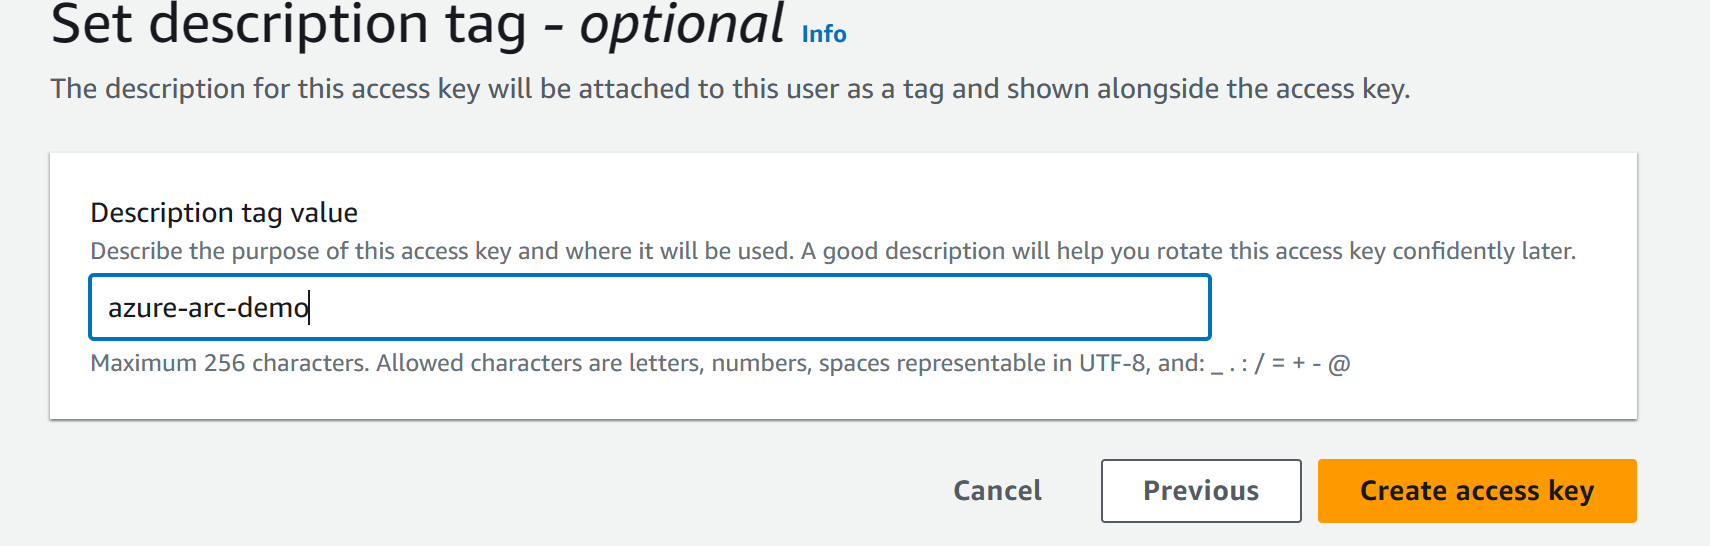 Set description tag - optional Info
The description for this access key will be attached to this user as a tag and shown alongside the access key.
Description tag value
Describe the purpose of this access key and where it will be used. A good description will help you rotate this access key confidently later.
azure-arc-demo
Maximum 256 characters. Allowed characters are letters, numbers, spaces representable in UTF-8, and: _ . : / = + - @
Cancel Previous Create access key